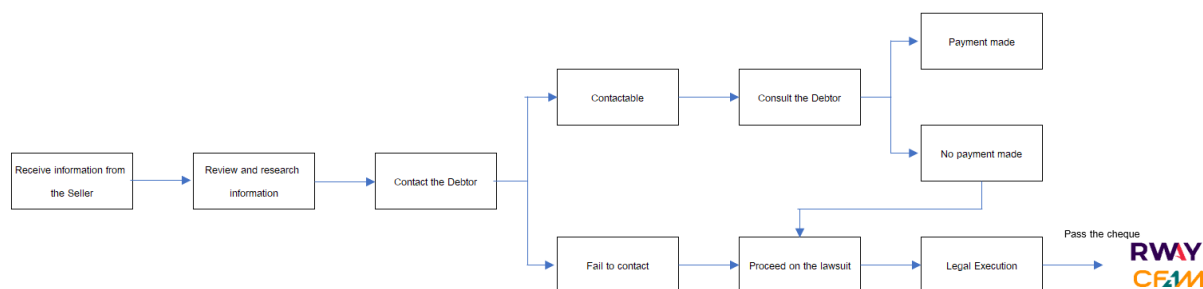 Payment made
Contactable
Consult the Debtor
No payment made
Receive information from
the Seller
Review and research
information
Contact the Debtor
Fail to contact
Proceed on the lawsuit
Legal Execution
Pass the cheque
RWAY
CF21M